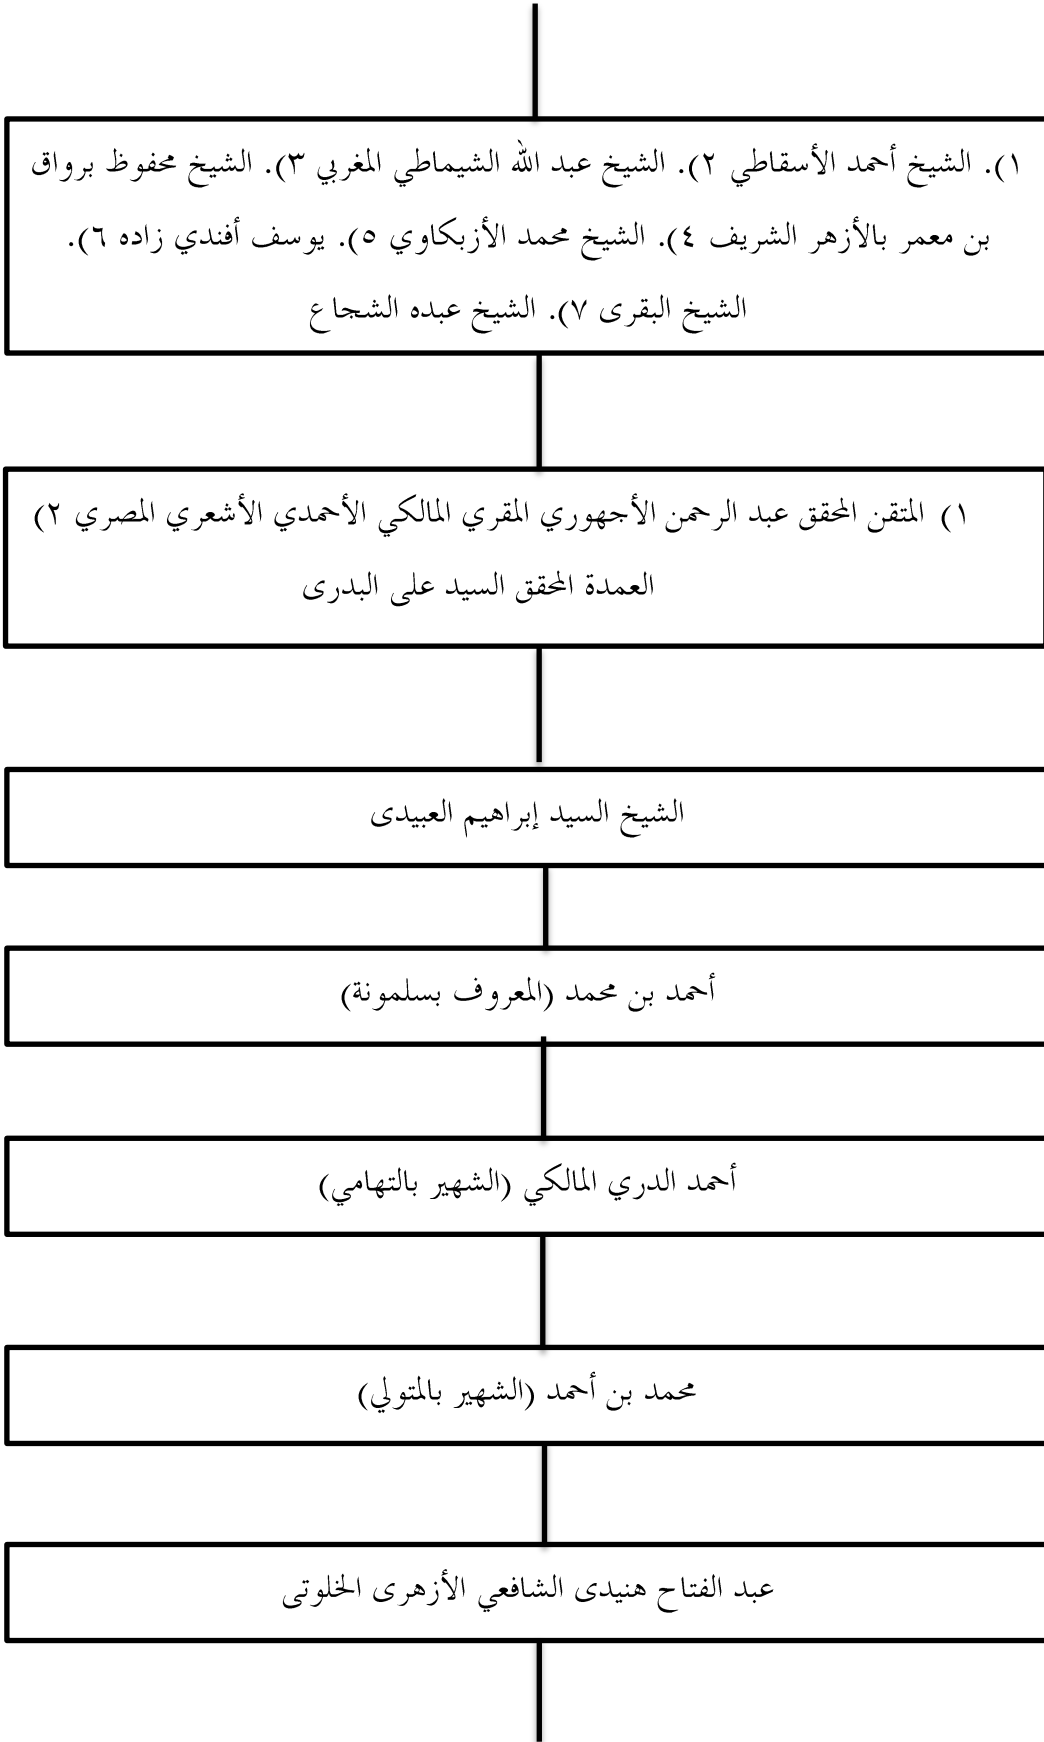 ١). الشيخ أحمد الأسقاطي ٢). الشيخ عبد الله الشيماطي المغربي ٣). الشيخ محفوظ برواق
بن معمر بالأزهر الشريف ٤). الشيخ محمد الأزبكاوي ٥). يوسف أفندي زاده ٦).
الشيخ البقرى ٧). الشيخ عبده الشجاع
١) المتقن المحقق عبد الرحمن الأجهوري المقري المالكي الأحمدي الأشعري المصري ٢)
العمدة المحقق السيد على البدرى
الشيخ السيد إبراهيم العبيدى
أحمد بن محمد (المعروف بسلمونة)
أحمد الدري المالكي (الشهير بالتهامي)
محمد بن أحمد (الشهير بالمتولي)
عبد الفتاح هنيدى الشافعي الأزهرى الخلوتى